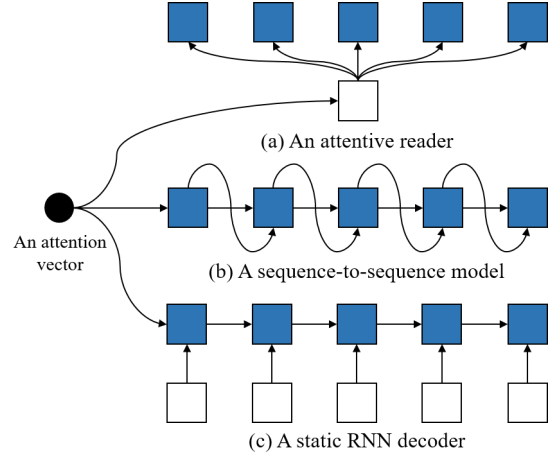 (a) An attentive reader
An attention
vector
(b) A sequence-to-sequence model
(c) A static RNN decoder